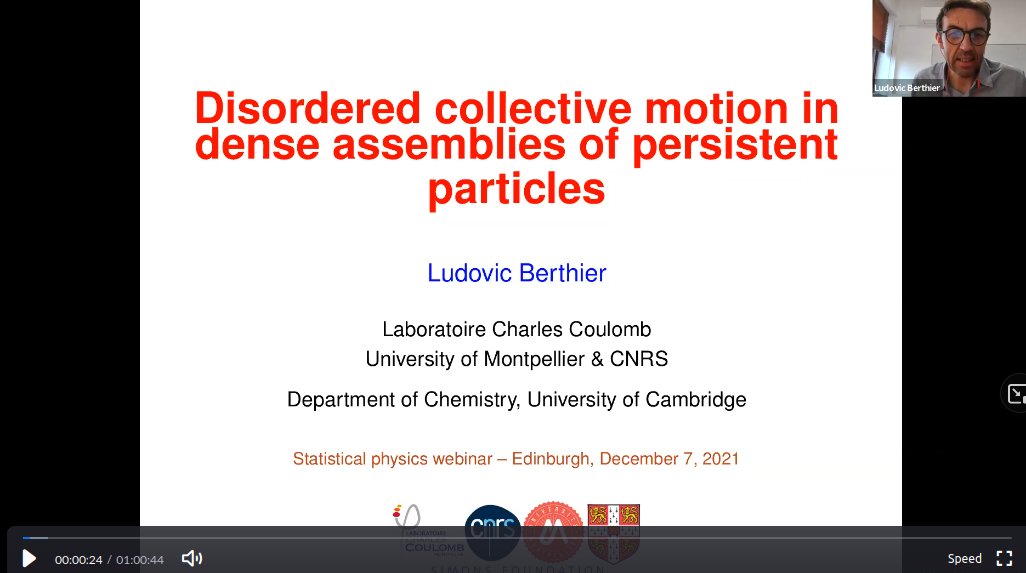 Disordered collective motion in
dense assemblies of persistent
particles
Ludovic Berthier
Ludovic Berthier
Laboratoire Charles Coulomb
University of Montpellier & CNRS
Department of Chemistry, University of Cambridge
Statistical physics webinar – Edinburgh, December 7, 2021
LABORATOIRE
COULOMB
cnrs
SIMONS FOUNDATION
00:00:24 / 01:00:44
Speed